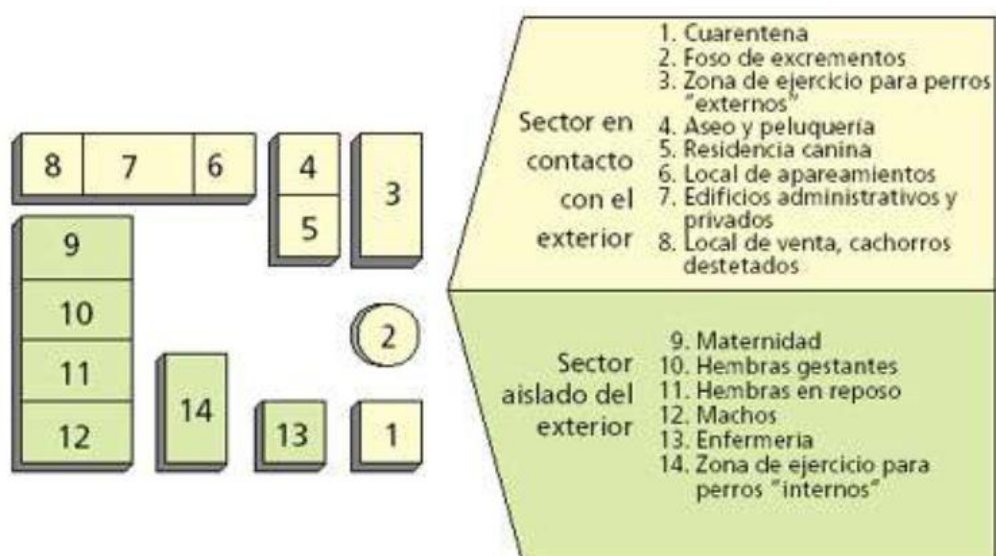 8 7 6
4
5
3
9
10
11
12
14
13
2
1
Sector en
contacto
con el
exterior
1. Cuarentena
2. Foso de excrementos
3. Zona de ejercicio para perros
"externos"
4. Aseo y peluquería
5. Residencia canina
6. Local de apareamientos
7. Edificios administrativos y
privados
8. Local de venta, cachorros
destetados
Sector
aislado del
exterior
9. Maternidad
10. Hembras gestantes
11. Hembras en reposo
12. Machos
13. Enfermería
14. Zona de ejercicio para
perros "internos"